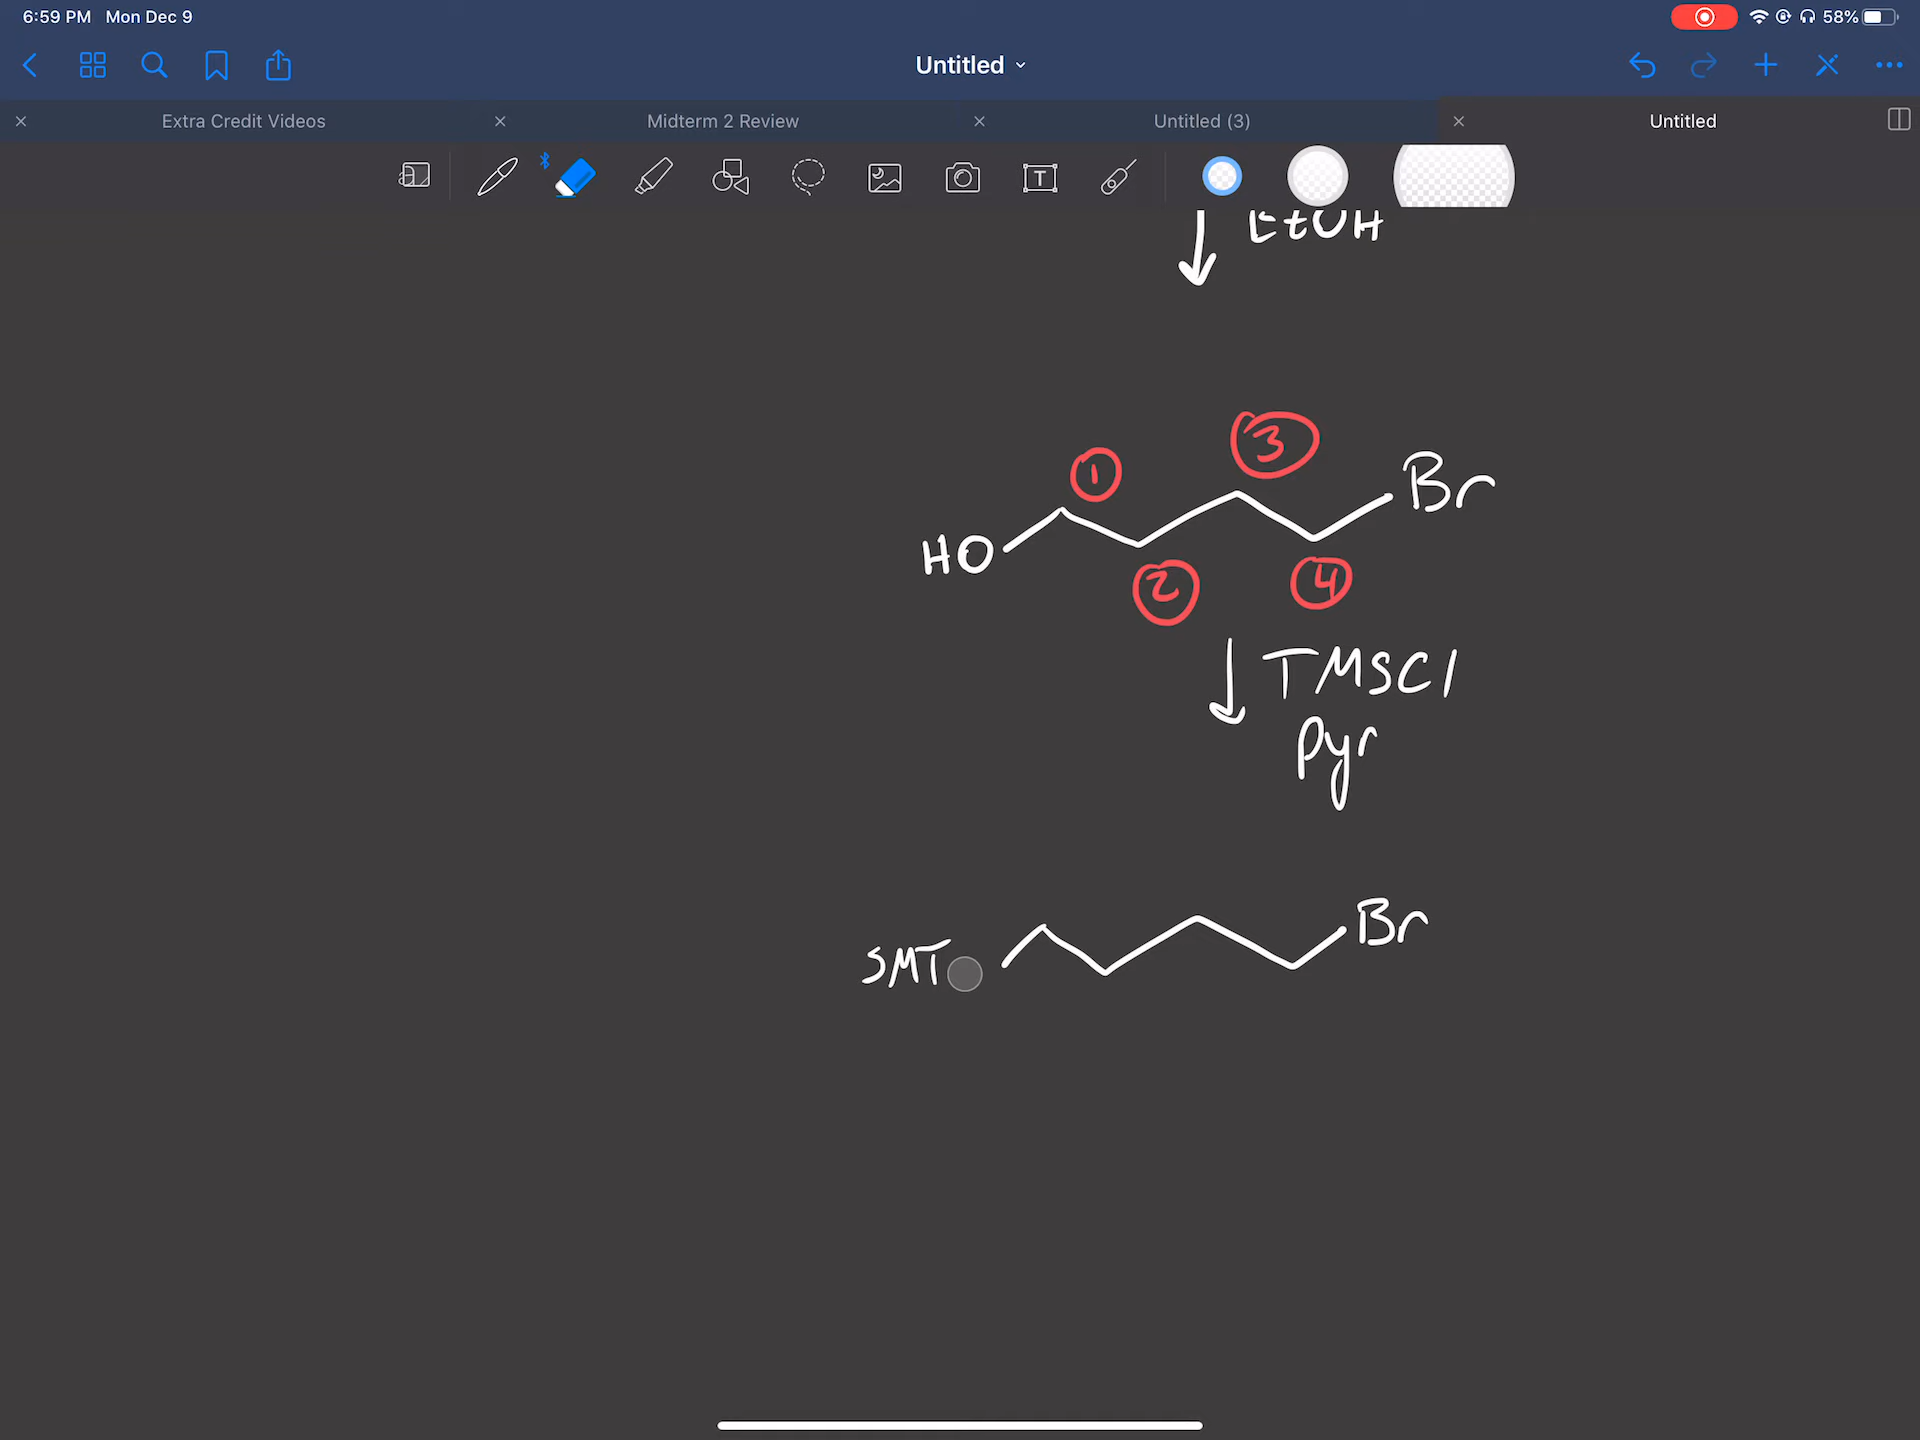 6:59 PM Mon Dec 9
58%
Untitled
Extra Credit Videos
Midterm 2 Review
Untitled (3)
Untitled
T
EtOH
3
1
Br
HO
2
4
TMSCl
Pyr
Br
SMT